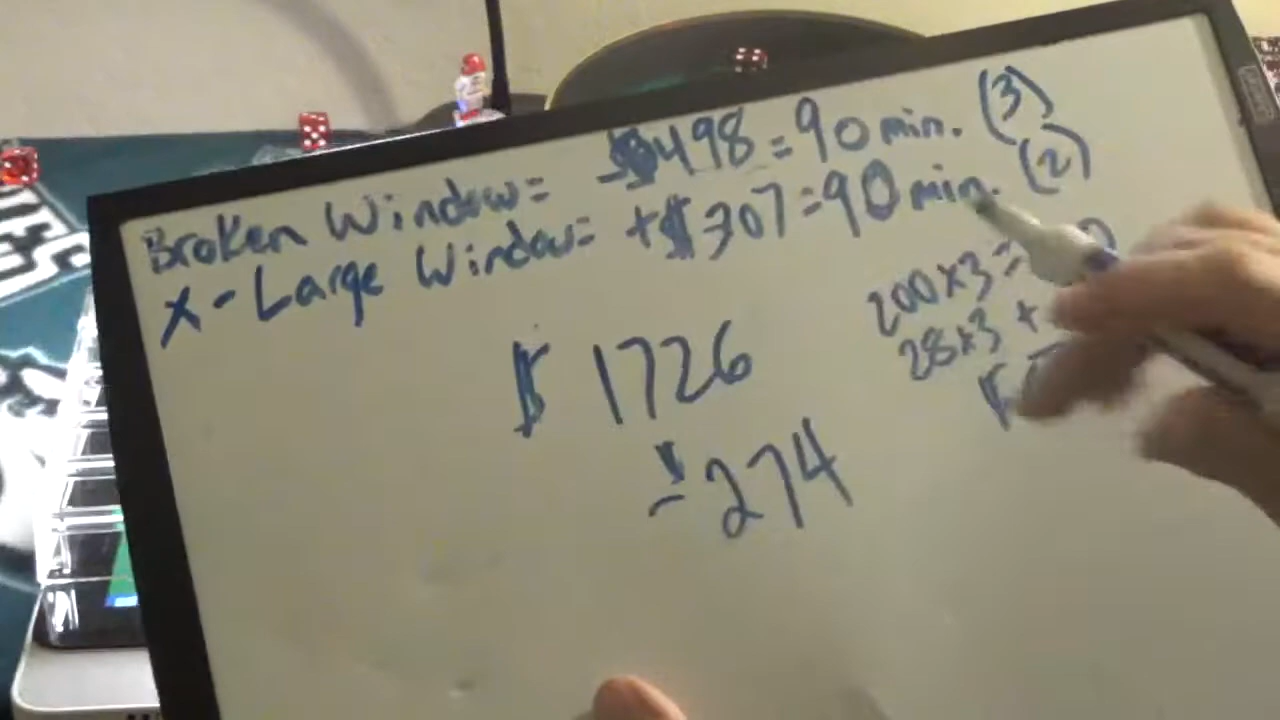 Broken Window = -$498 = 90 min. (3)
X-Large Window = +$307 = 90 min. (2)
200x3 =
28x3 +
$
$ 1726
-$ 274